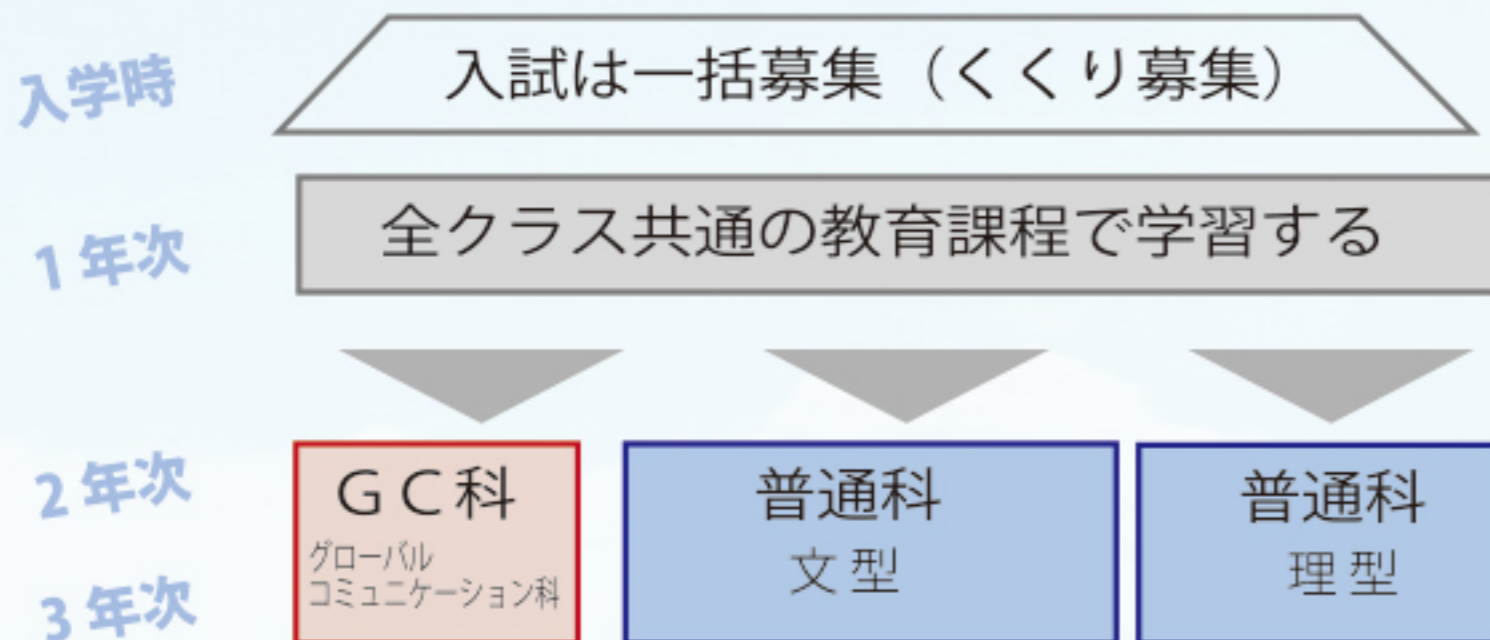 入学時
入試は一括募集（くくり募集）
1年次
全クラス共通の教育課程で学習する
2年次
GC科
グローバル
コミュニケーション科
普通科
文型
普通科
理型
3年次